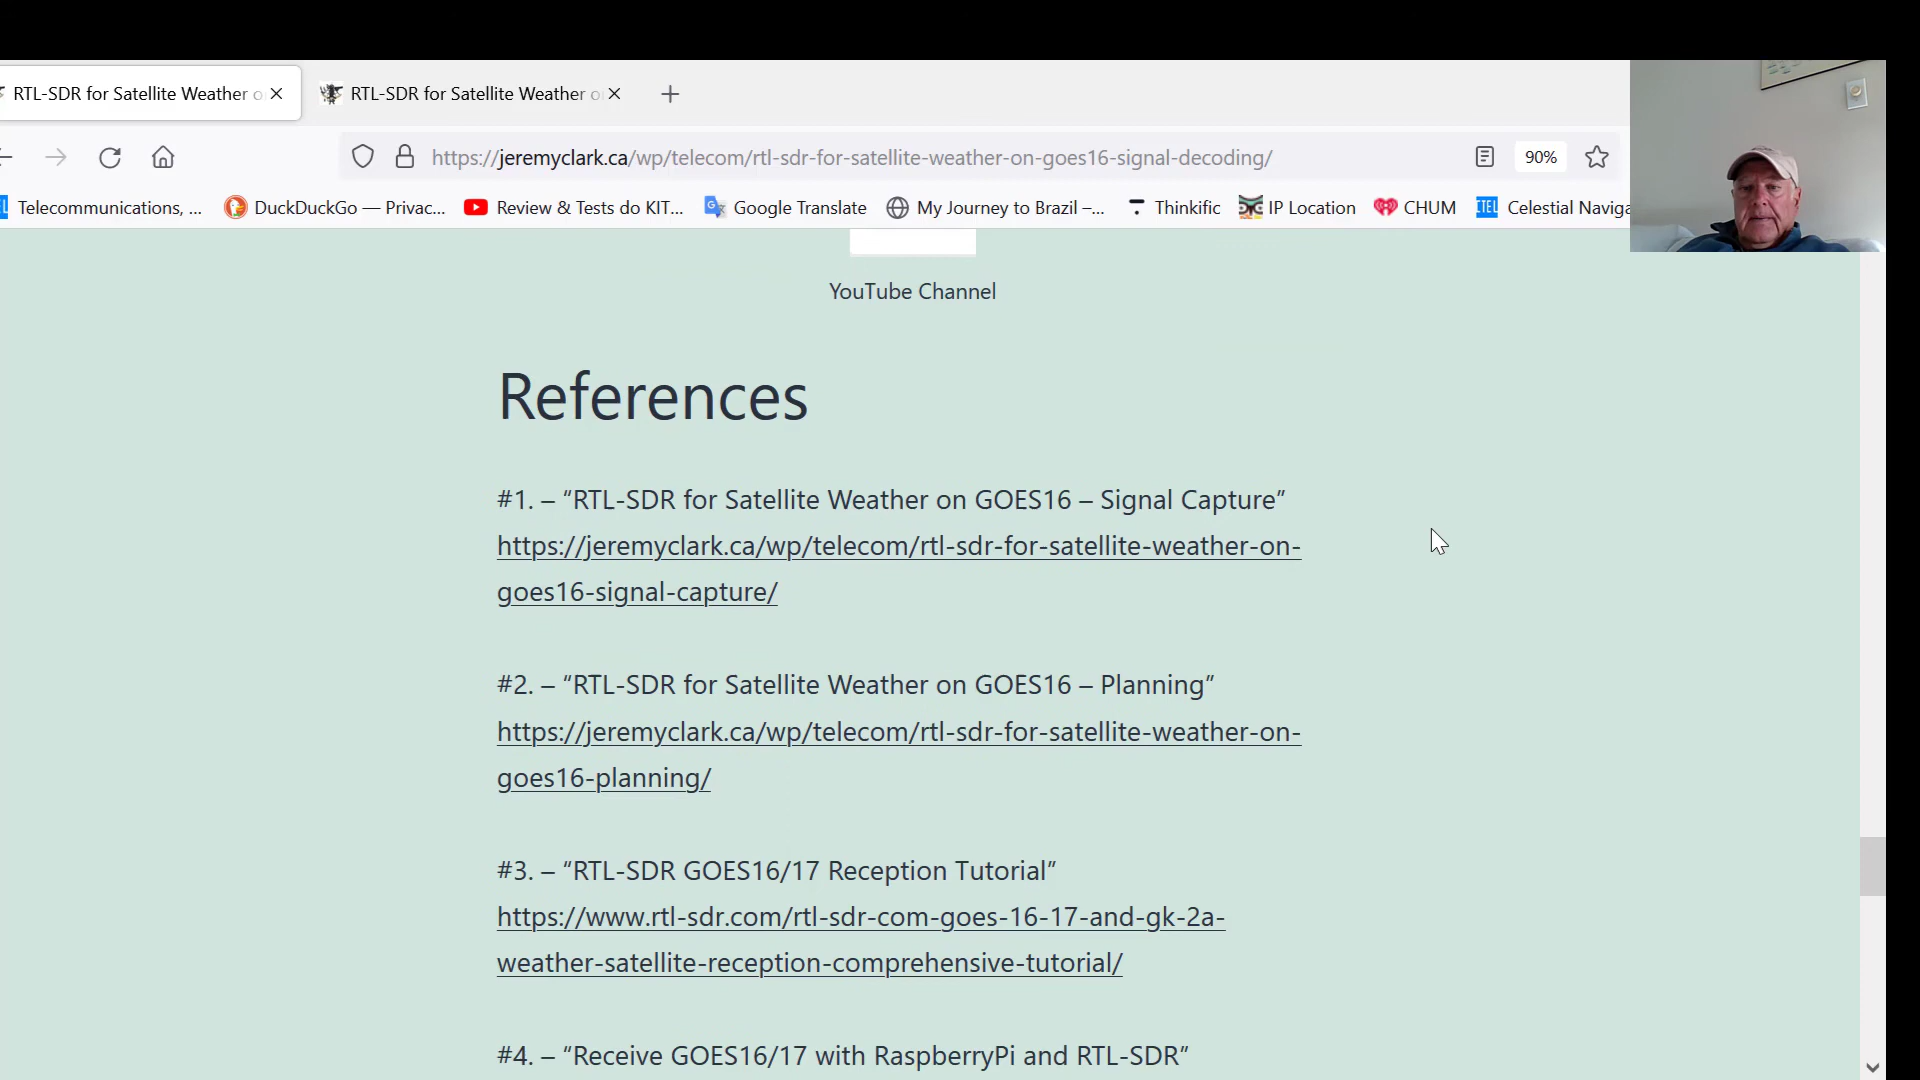 RTL-SDR for Satellite Weather o
RTL-SDR for Satellite Weather o
https://jeremyclark.ca/wp/telecom/rtl-sdr-for-satellite-weather-on-goes16-signal-decoding/
90%
Telecommunications, ...
DuckDuckGo — Privac...
Review & Tests do KIT...
Google Translate
My Journey to Brazil –...
Thinkific
IP Location
CHUM
CTEL
Celestial Naviga
YouTube Channel
References
#1. – “RTL-SDR for Satellite Weather on GOES16 – Signal Capture”
https://jeremyclark.ca/wp/telecom/rtl-sdr-for-satellite-weather-on-
goes16-signal-capture/
#2. – “RTL-SDR for Satellite Weather on GOES16 – Planning”
https://jeremyclark.ca/wp/telecom/rtl-sdr-for-satellite-weather-on-
goes16-planning/
#3. – “RTL-SDR GOES16/17 Reception Tutorial”
https://www.rtl-sdr.com/rtl-sdr-com-goes-16-17-and-gk-2a-
weather-satellite-reception-comprehensive-tutorial/
#4. – “Receive GOES16/17 with RaspberryPi and RTL-SDR”